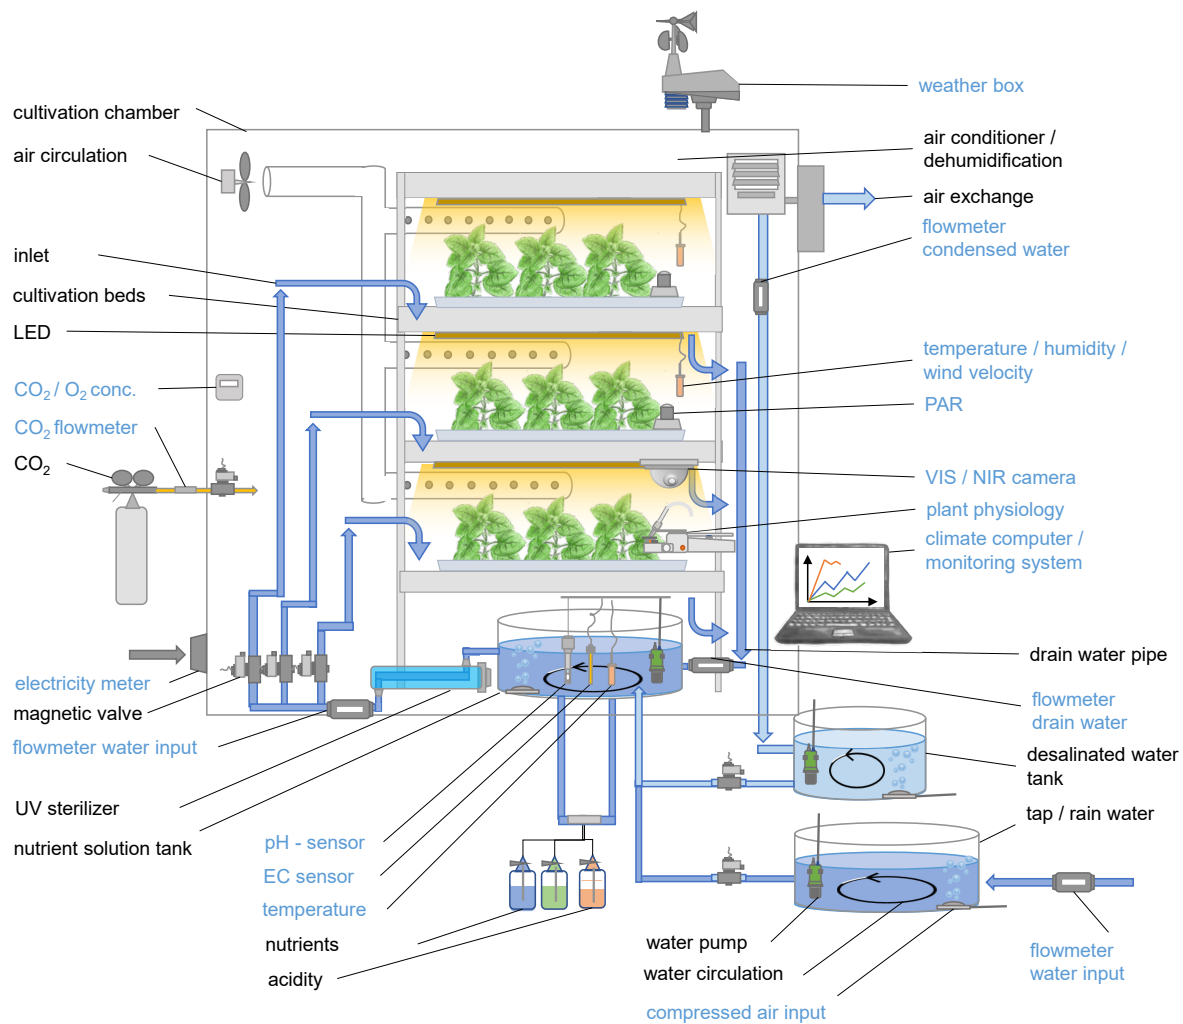 weather box
cultivation chamber
air circulation
air conditioner /
dehumidification
air exchange
flowmeter
condensed water
inlet
cultivation beds
LED
temperature / humidity /
wind velocity
CO₂ / O₂ conc.
PAR
CO₂ flowmeter
CO₂
VIS / NIR camera
plant physiology
climate computer /
monitoring system
drain water pipe
electricity meter
magnetic valve
flowmeter
drain water
flowmeter water input
desalinated water
tank
UV sterilizer
tap / rain water
nutrient solution tank
pH - sensor
EC sensor
temperature
nutrients
acidity
water pump
water circulation
compressed air input
flowmeter
water input